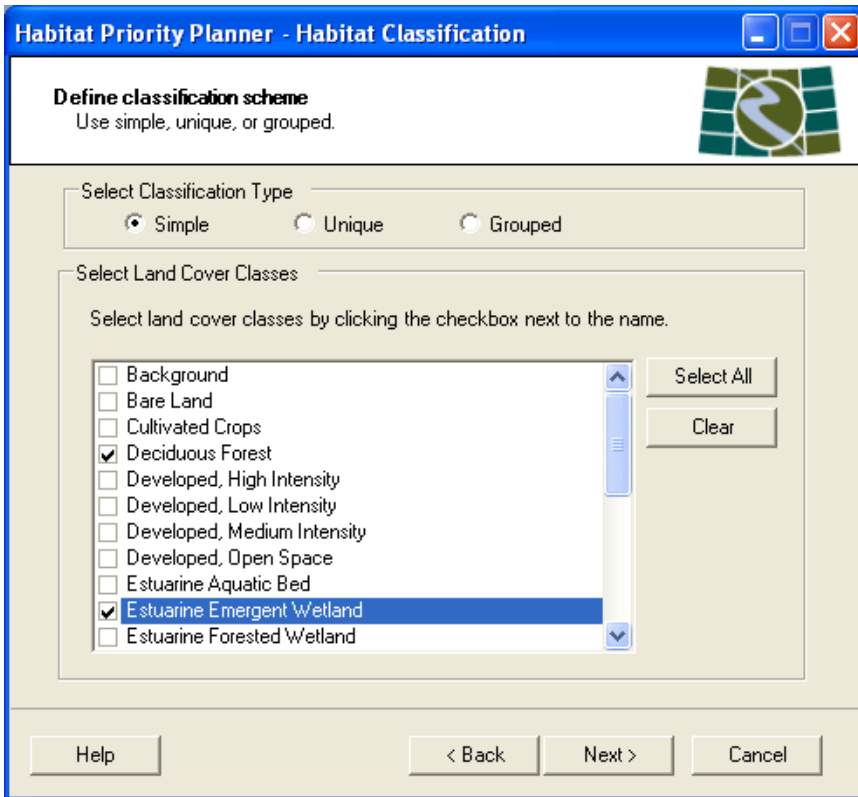 Habitat Priority Planner - Habitat Classification
Define classification scheme
Use simple, unique, or grouped.
Select Classification Type
Simple Unique Grouped
Select Land Cover Classes
Select land cover classes by clicking the checkbox next to the name.
Background
Select All
Bare Land
Cultivated Crops
Clear
Deciduous Forest
Developed, High Intensity
Developed, Low Intensity
Developed, Medium Intensity
Developed, Open Space
Estuarine Aquatic Bed
Estuarine Emergent Wetland
Estuarine Forested Wetland
Help < Back Next > Cancel